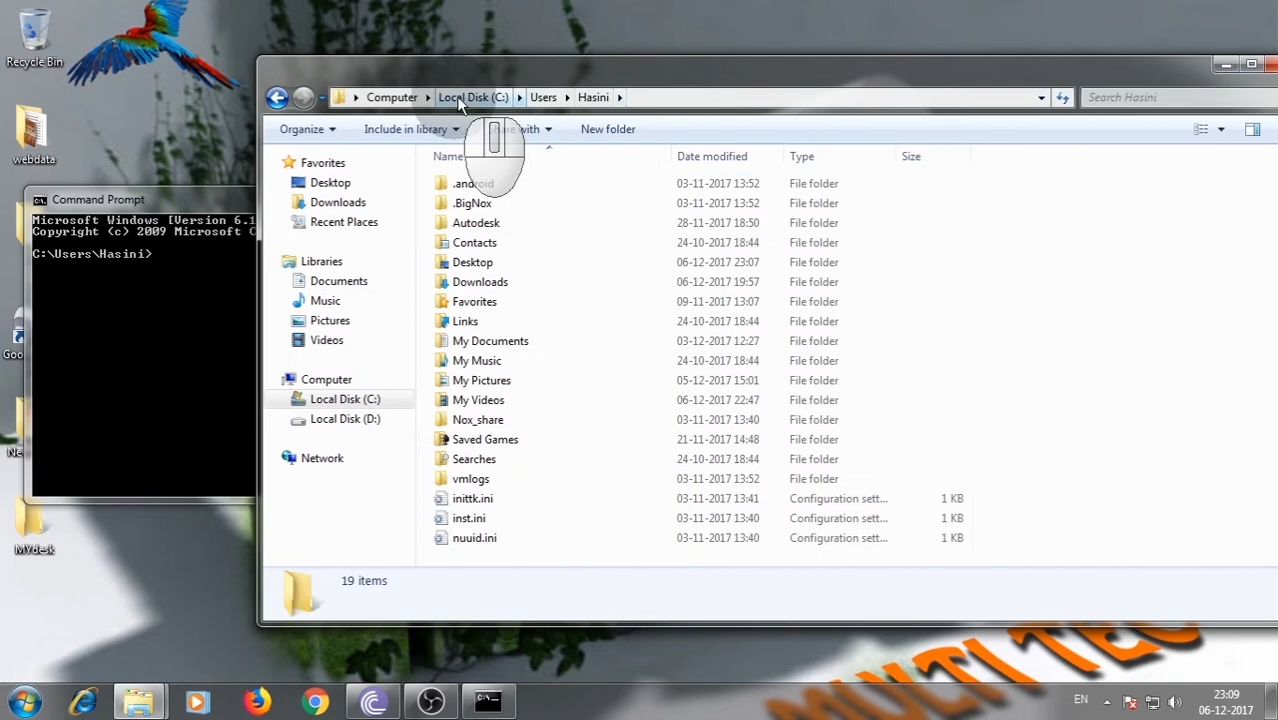 Recycle Bin
webdata
MYdesk
Command Prompt
Microsoft Windows [Version 6.1
Copyright (c) 2009 Microsoft C
C:\Users\Hasini>
Computer
Local Disk (C:)
Users
Hasini
Search Hasini
Organize
Include in library
Share with
New folder
Favorites
Desktop
Downloads
Recent Places
Libraries
Documents
Music
Pictures
Videos
Computer
Local Disk (C:)
Local Disk (D:)
Network
Name
Date modified
Type
Size
.android 03-11-2017 13:52 File folder
.BigNox 03-11-2017 13:52 File folder
Autodesk 28-11-2017 18:50 File folder
Contacts 24-10-2017 18:44 File folder
Desktop 06-12-2017 23:07 File folder
Downloads 06-12-2017 19:57 File folder
Favorites 09-11-2017 13:07 File folder
Links 24-10-2017 18:44 File folder
My Documents 03-12-2017 12:27 File folder
My Music 24-10-2017 18:44 File folder
My Pictures 05-12-2017 15:01 File folder
My Videos 06-12-2017 22:47 File folder
Nox_share 03-11-2017 13:40 File folder
Saved Games 21-11-2017 14:48 File folder
Searches 24-10-2017 18:44 File folder
vmlogs 03-11-2017 13:52 File folder
inittk.ini 03-11-2017 13:41 Configuration sett... 1 KB
inst.ini 03-11-2017 13:40 Configuration sett... 1 KB
nuuid.ini 03-11-2017 13:40 Configuration sett... 1 KB
19 items
MULTI TEC
EN
23:09
06-12-2017